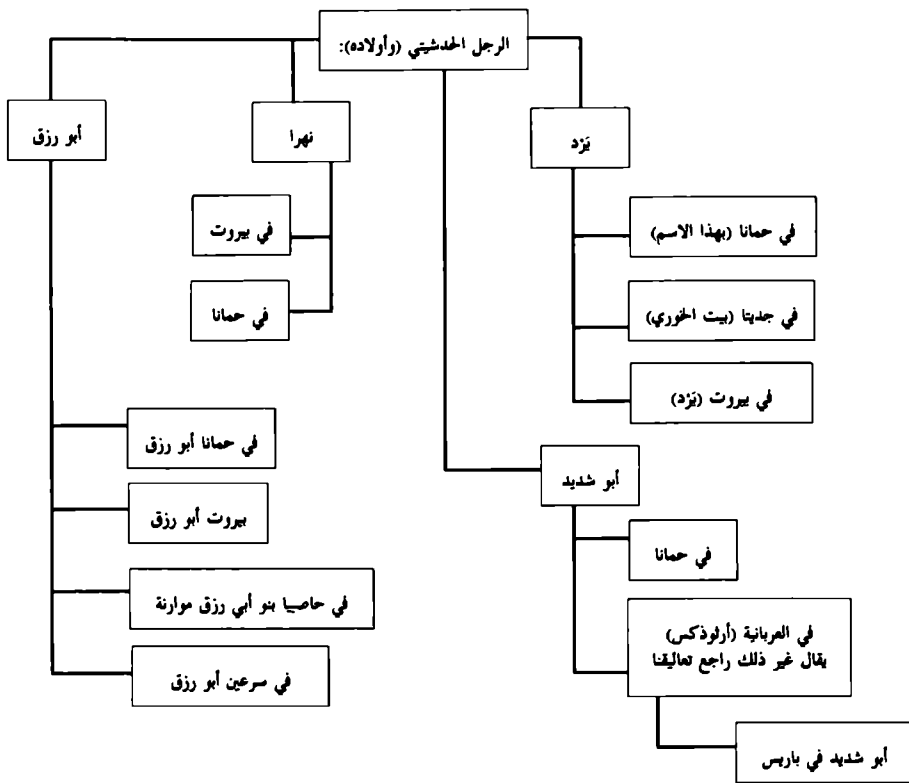 الرجل الحدشيتي (وأولاده):
يَزد
في حمانا (بهذا الاسم)
في جديتا (بيت الخوري)
في بيروت (يَزد)
أبو شديد
في حمانا
في العربانية (أرثوذكس)
يقال غير ذلك راجع تعاليقنا
أبو شديد في باريس
نهرا
في بيروت
في حمانا
أبو رزق
في حمانا أبو رزق
بيروت أبو رزق
في حاصبيا بنو أبي رزق موارنة
في سرعين أبو رزق